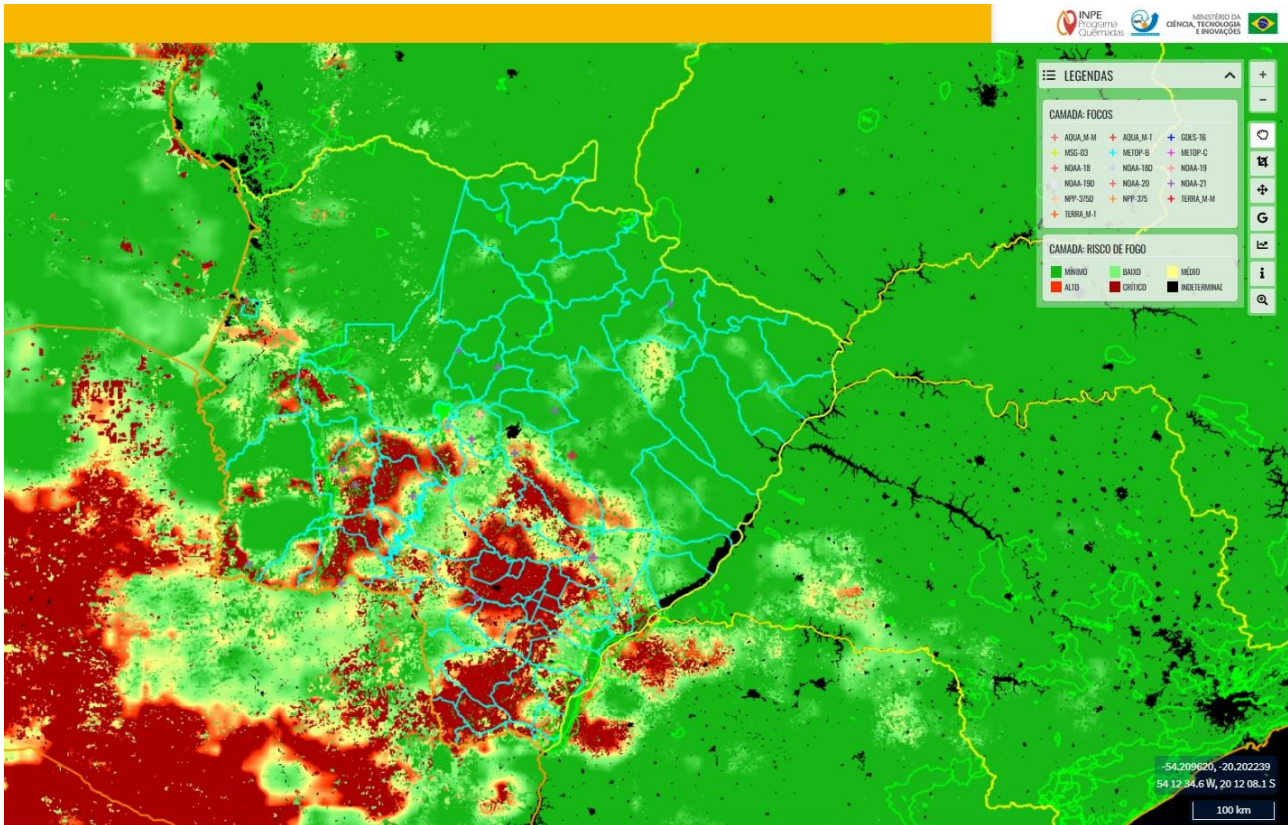 INPE
Programa
Queimadas
MINISTÉRIO DA
CIÊNCIA, TECNOLOGIA
E INOVAÇÕES
LEGENDAS
CAMADA: FOCOS
AQUA_M-M AQUA_M-T GOES-16
MSG-03 METOP-B METOP-C
NOAA-18 NOAA-18D NOAA-19
NOAA-19D NOAA-20 NOAA-21
NPP-375D NPP-375 TERRA_M-M
TERRA_M-T
CAMADA: RISCO DE FOGO
MÍNIMO BAIXO MÉDIO
ALTO CRÍTICO INDETERMINAD
+
−
G
i
-54.209620, -20.202239
54 12 34.6 W, 20 12 08.1 S
100 km